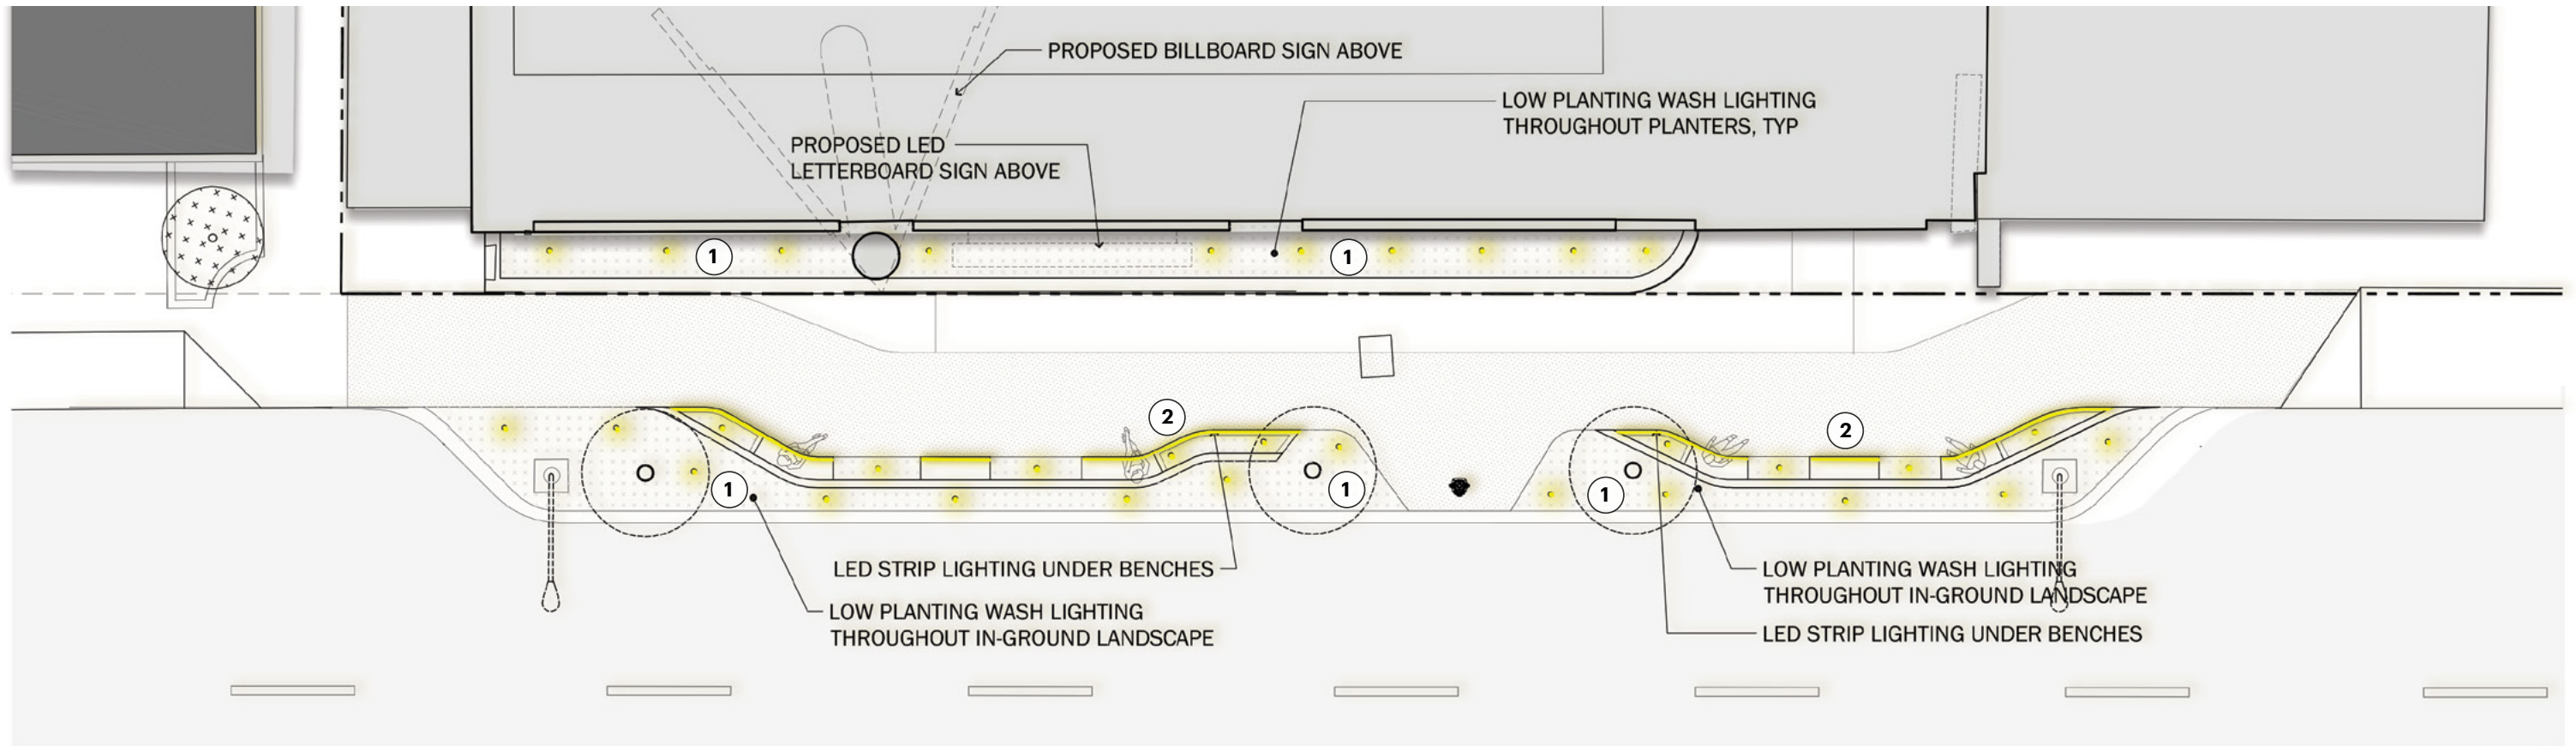 PROPOSED BILLBOARD SIGN ABOVE
LOW PLANTING WASH LIGHTING
THROUGHOUT PLANTERS, TYP
PROPOSED LED
LETTERBOARD SIGN ABOVE
1
1
2
2
1
1
1
LED STRIP LIGHTING UNDER BENCHES
LOW PLANTING WASH LIGHTING
THROUGHOUT IN-GROUND LANDSCAPE
LOW PLANTING WASH LIGHTING
THROUGHOUT IN-GROUND LANDSCAPE
LED STRIP LIGHTING UNDER BENCHES